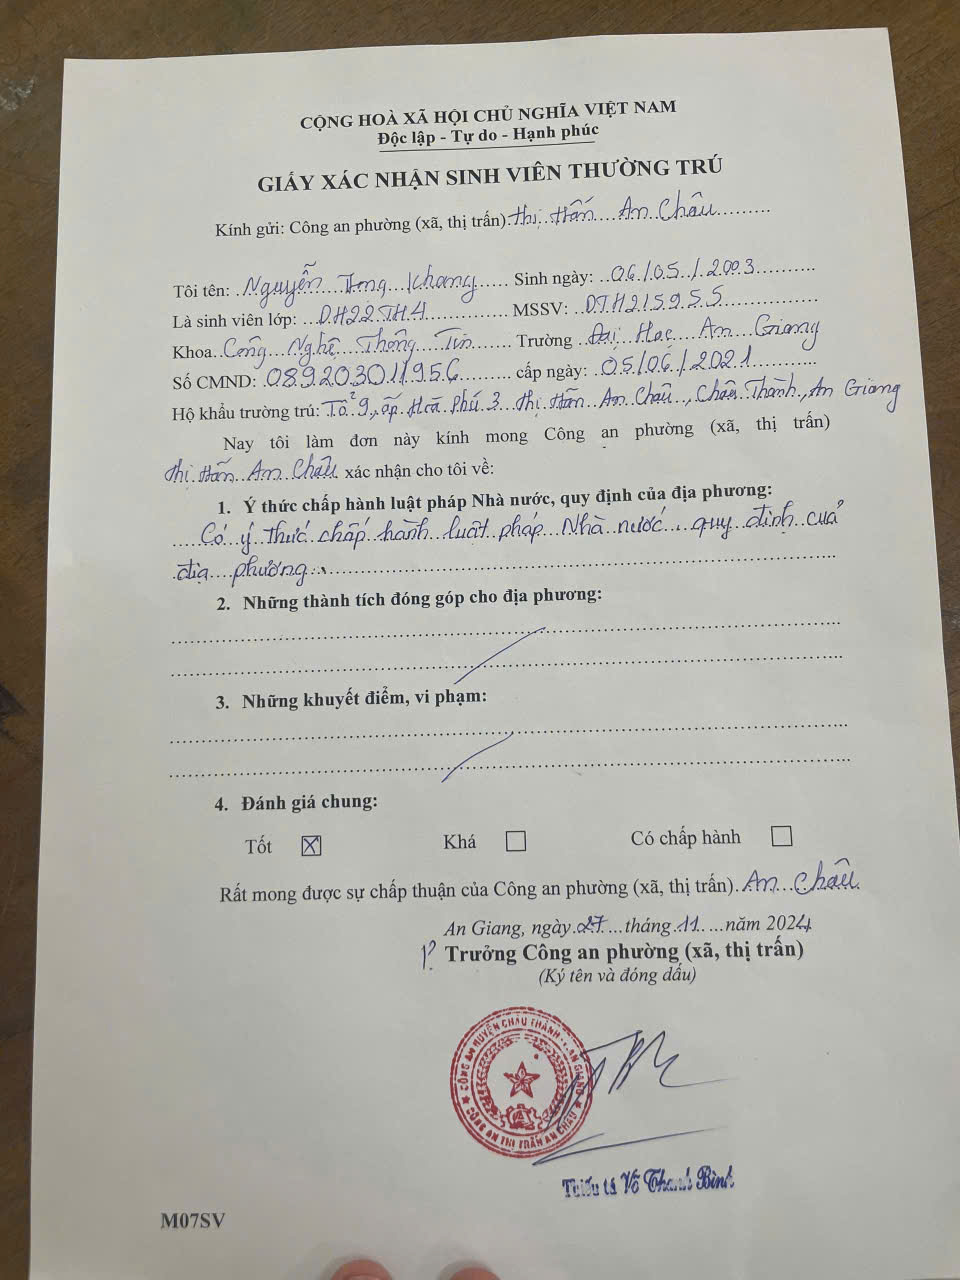 CỘNG HOÀ XÃ HỘI CHỦ NGHĨA VIỆT NAM
Độc lập - Tự do - Hạnh phúc
GIẤY XÁC NHẬN SINH VIÊN THƯỜNG TRÚ
Kính gửi: Công an phường (xã, thị trấn) thị trấn An Châu
Tôi tên: Nguyễn Trọng Khang Sinh ngày: 06/05/2003
Là sinh viên lớp: DH22TH4 MSSV: DTH215955
Khoa Công Nghệ Thông Tin Trường Đại Học An Giang
Số CMND: 089203011956 cấp ngày: 05/06/2021
Hộ khẩu trường trú: Tổ 9, ấp Hoà Phú 3 thị trấn An Châu, Châu Thành, An Giang
Nay tôi làm đơn này kính mong Công an phường (xã, thị trấn)
thị trấn An Châu xác nhận cho tôi về:
1. Ý thức chấp hành luật pháp Nhà nước, quy định của địa phương:
Có ý thức chấp hành luật pháp Nhà nước, quy định của
địa phương.
2. Những thành tích đóng góp cho địa phương:
3. Những khuyết điểm, vi phạm:
4. Đánh giá chung:
Tốt X Khá Có chấp hành
Rất mong được sự chấp thuận của Công an phường (xã, thị trấn) An Châu.
An Giang, ngày 27 tháng 11 năm 2024
Trưởng Công an phường (xã, thị trấn)
(Ký tên và đóng dấu)
CÔNG AN HUYỆN CHÂU THÀNH - T. AN GIANG
CÔNG AN THỊ TRẤN AN CHÂU
Thiếu tá Võ Thanh Bình
M07SV